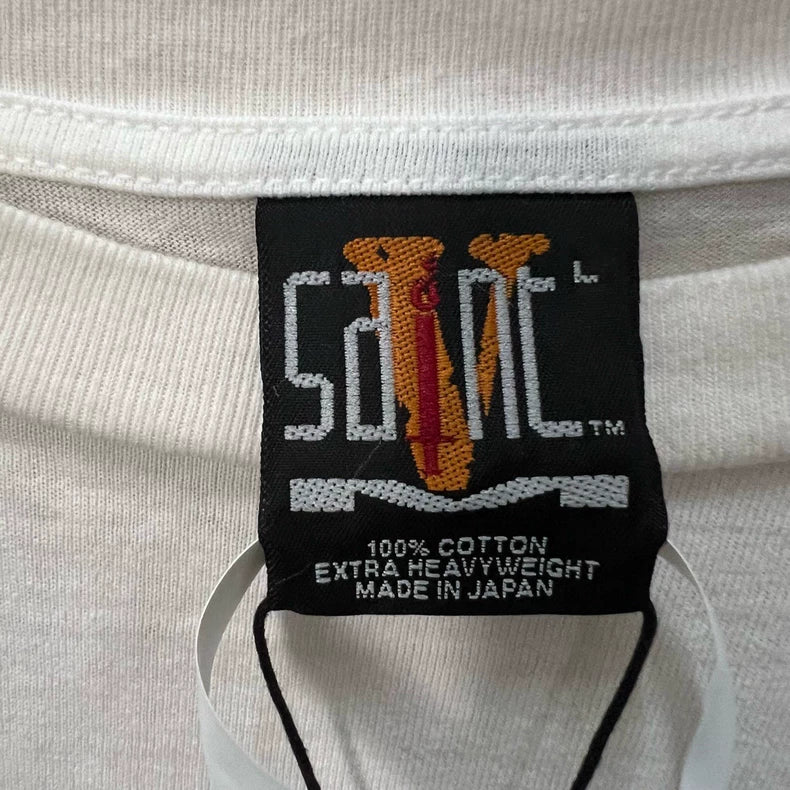 saint L
TM
100% COTTON
EXTRA HEAVYWEIGHT
MADE IN JAPAN